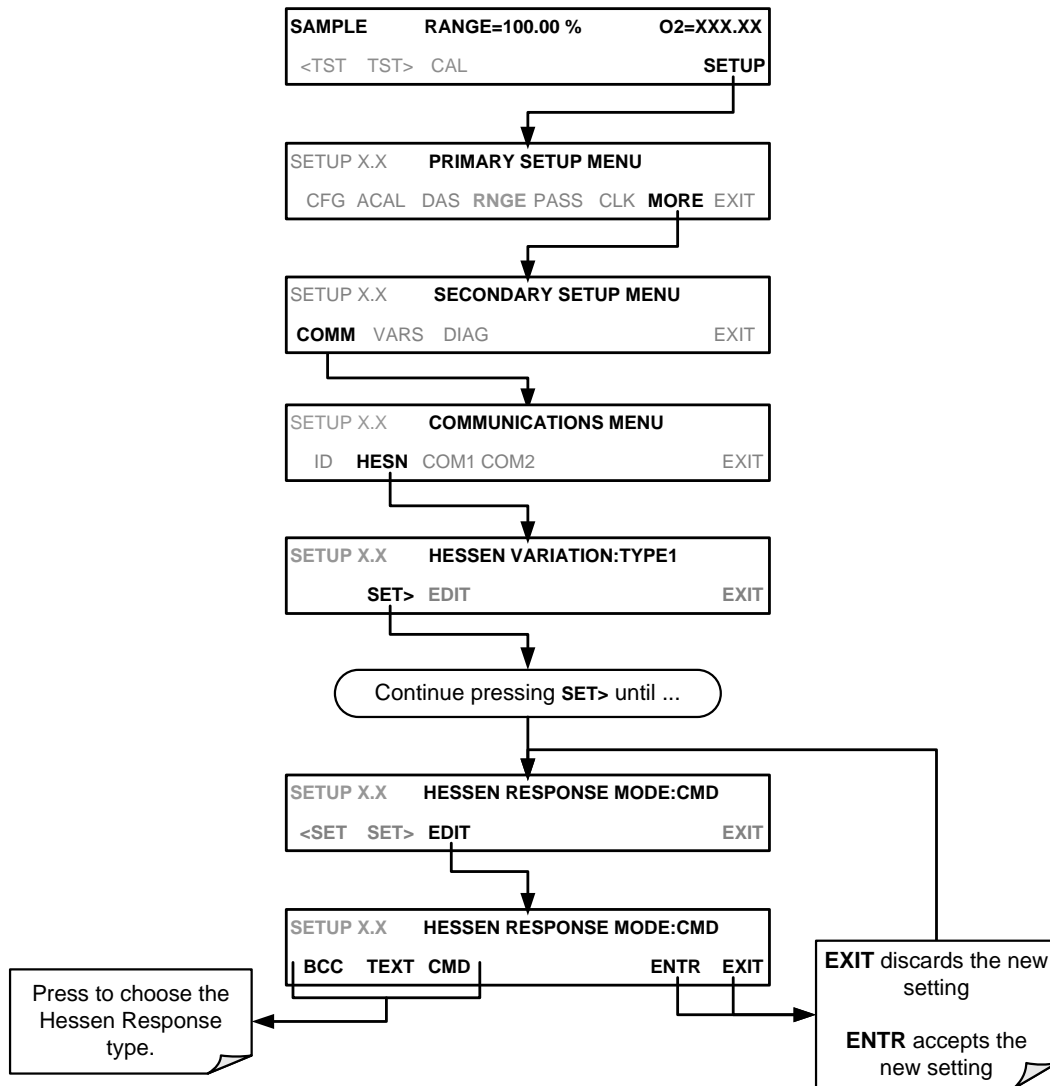 SAMPLE RANGE=100.00 % O2=XXX.XX
<TST TST> CAL SETUP
SETUP X.X PRIMARY SETUP MENU
CFG ACAL DAS RNGE PASS CLK MORE EXIT
SETUP X.X SECONDARY SETUP MENU
COMM VARS DIAG EXIT
SETUP X.X COMMUNICATIONS MENU
ID HESN COM1 COM2 EXIT
SETUP X.X HESSEN VARIATION:TYPE1
SET> EDIT EXIT
Continue pressing SET> until ...
SETUP X.X HESSEN RESPONSE MODE:CMD
<SET SET> EDIT EXIT
SETUP X.X HESSEN RESPONSE MODE:CMD
BCC TEXT CMD ENTR EXIT
Press to choose the
Hessen Response
type.
EXIT discards the new
setting
ENTR accepts the
new setting